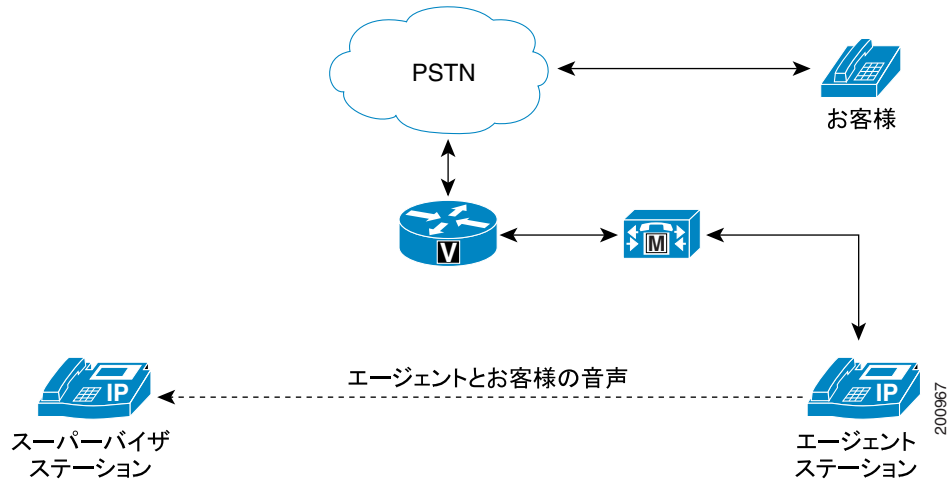 PSTN
お客様
V
M
エージェントとお客様の音声
IP
スーパーバイザ
ステーション
IP
エージェント
ステーション
200967